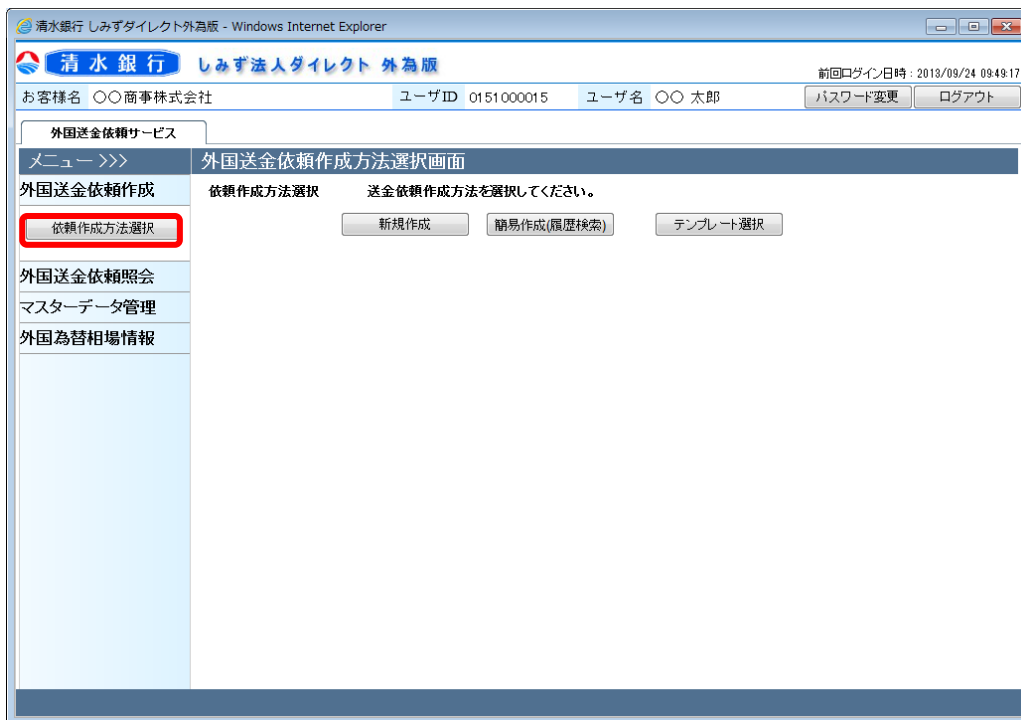 清水銀行 しみずダイレクト外為版 - Windows Internet Explorer
清水銀行 しみず法人ダイレクト 外為版
前回ログイン日時 : 2013/09/24 09:49:17
お客様名 〇〇商事株式会社 ユーザID 0151000015 ユーザ名 〇〇 太郎 パスワード変更 ログアウト
外国送金依頼サービス
メニュー >>> 外国送金依頼作成方法選択画面
外国送金依頼作成 依頼作成方法選択 送金依頼作成方法を選択してください。
依頼作成方法選択 新規作成 簡易作成(履歴検索) テンプレート選択
外国送金依頼照会
マスターデータ管理
外国為替相場情報